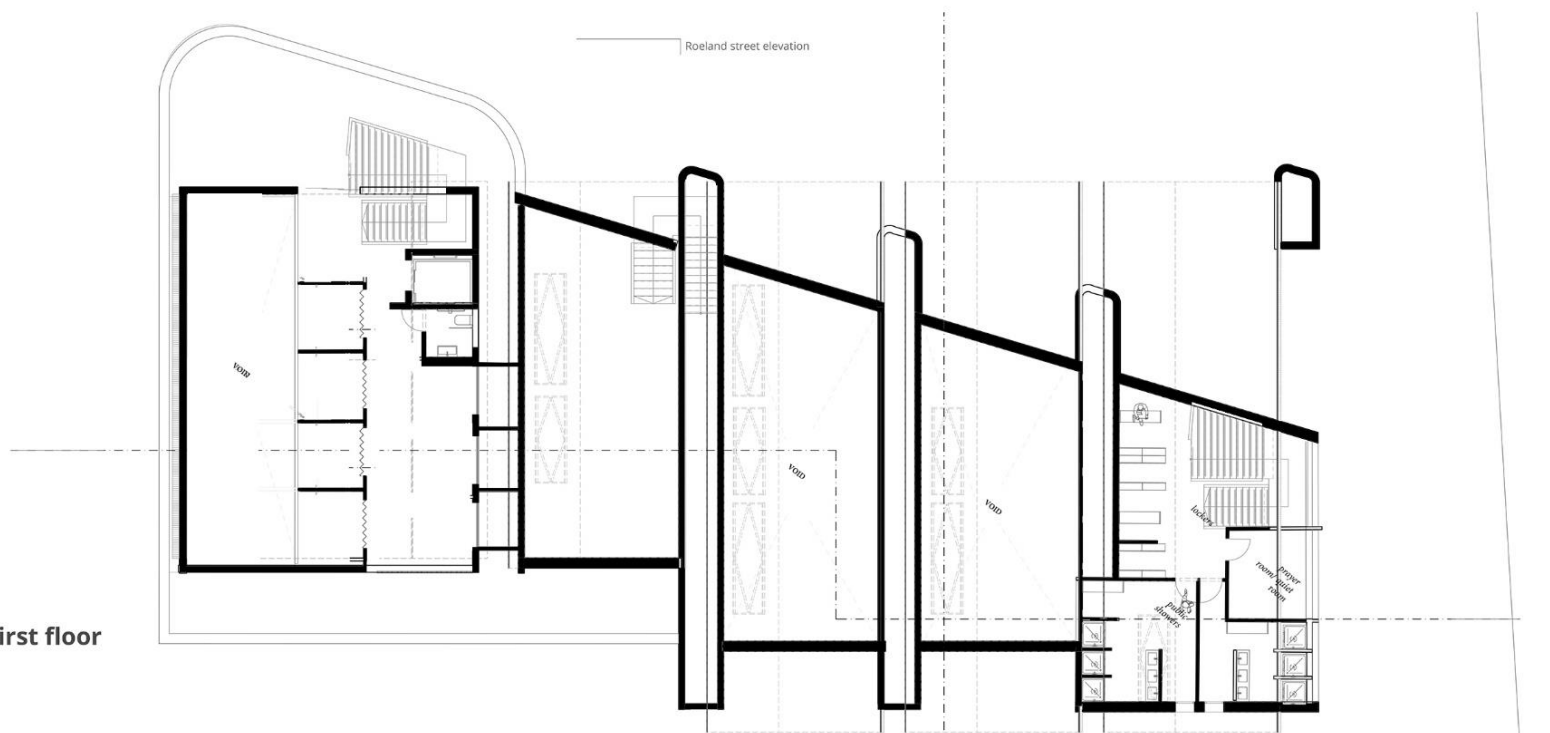 Roeland street elevation
VOID
VOID
VOID
lockers
prayer
room/quiet
room
public
showers
irst floor